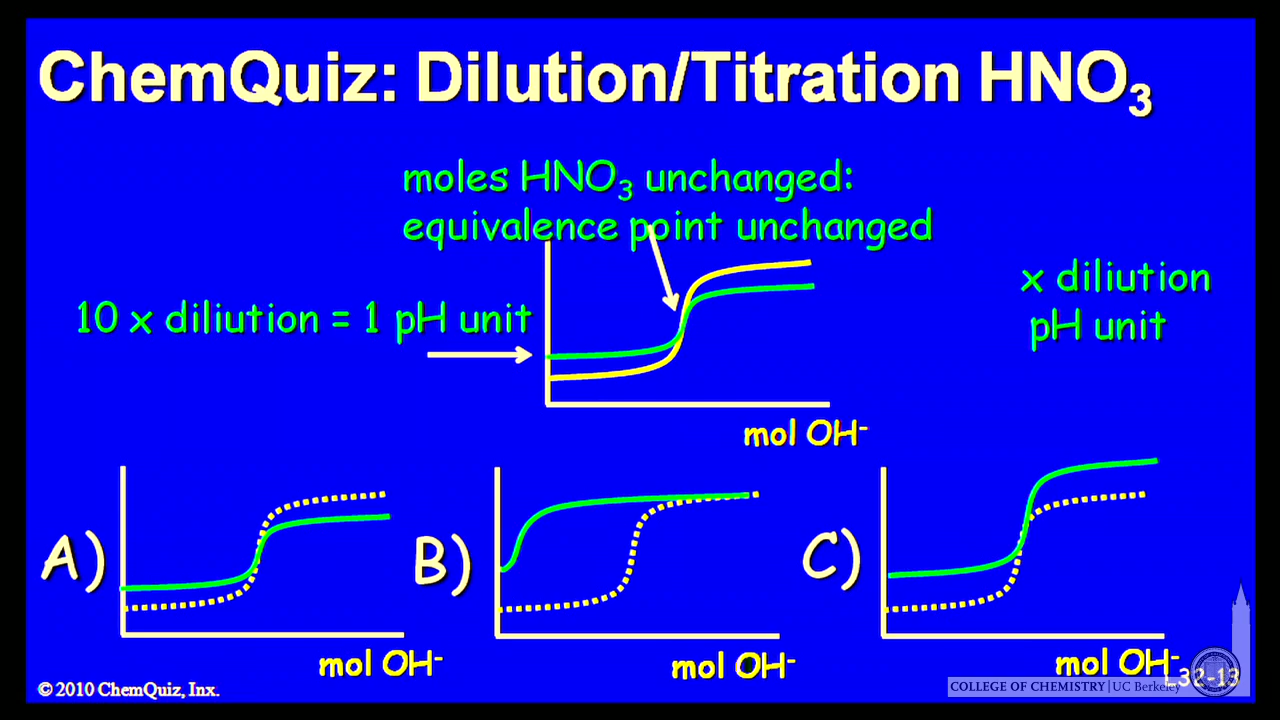 ChemQuiz: Dilution/Titration HNO₃
moles HNO₃ unchanged:
equivalence point unchanged
10 x diliution = 1 pH unit
x diliution
pH unit
mol OH⁻
A)
B)
C)
mol OH⁻
mol OH⁻
mol OH⁻
© 2010 ChemQuiz, Inx.
COLLEGE OF CHEMISTRY | UC Berkeley
L32-13